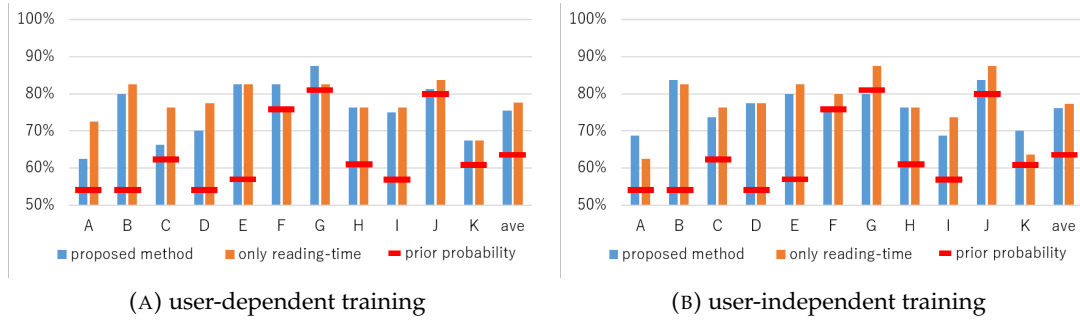 100%
90%
80%
70%
60%
50%
A B C D E F G H I J K ave
proposed method only reading-time prior probability
(A) user-dependent training
100%
90%
80%
70%
60%
50%
A B C D E F G H I J K ave
proposed method only reading-time prior probability
(B) user-independent training